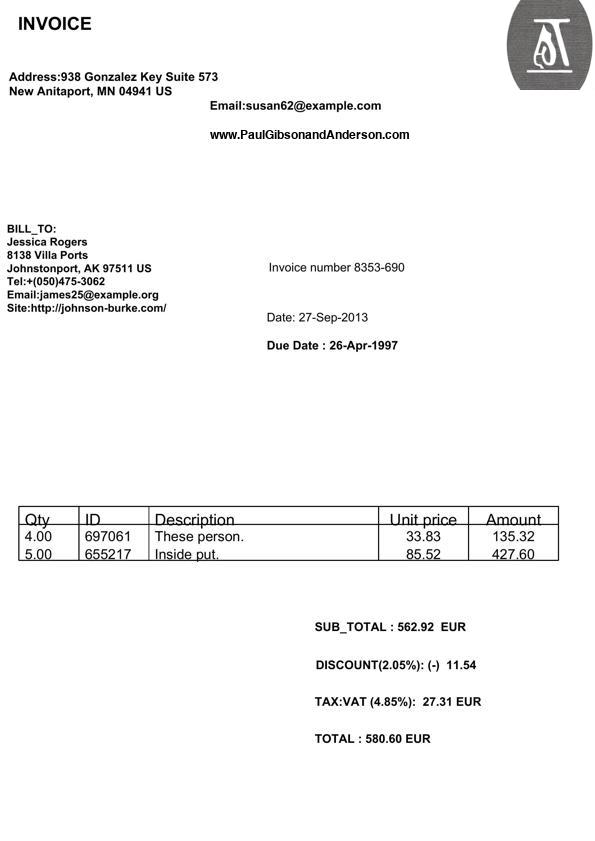 INVOICE
Address:938 Gonzalez Key Suite 573
New Anitaport, MN 04941 US
Email:susan62@example.com
www.PaulGibsonandAnderson.com
BILL_TO:
Jessica Rogers
8138 Villa Ports
Johnstonport, AK 97511 US
Tel:+(050)475-3062
Email:james25@example.org
Site:http://johnson-burke.com/
Invoice number 8353-690
Date: 27-Sep-2013
Due Date : 26-Apr-1997
Qty ID Description Unit price Amount
4.00 697061 These person. 33.83 135.32
5.00 655217 Inside put. 85.52 427.60
SUB_TOTAL : 562.92 EUR
DISCOUNT(2.05%): (-) 11.54
TAX:VAT (4.85%): 27.31 EUR
TOTAL : 580.60 EUR